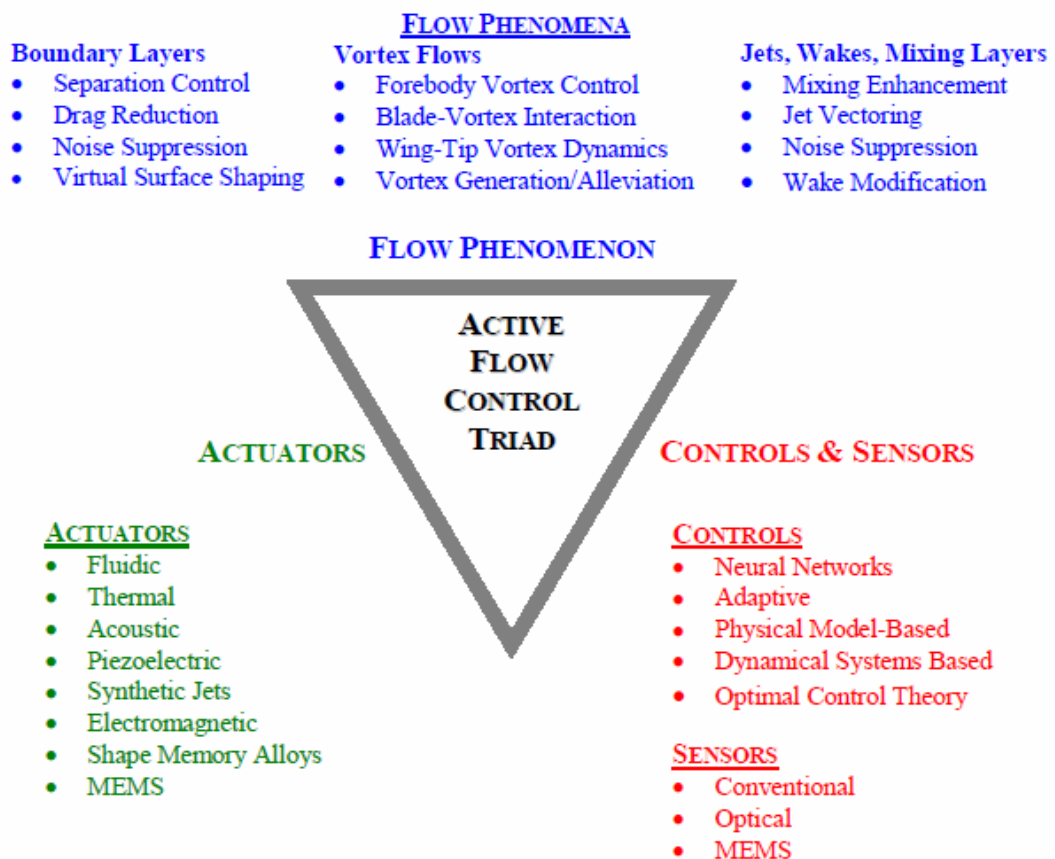 FLOW PHENOMENA
Boundary Layers
• Separation Control
• Drag Reduction
• Noise Suppression
• Virtual Surface Shaping
Vortex Flows
• Forebody Vortex Control
• Blade-Vortex Interaction
• Wing-Tip Vortex Dynamics
• Vortex Generation/Alleviation
Jets, Wakes, Mixing Layers
• Mixing Enhancement
• Jet Vectoring
• Noise Suppression
• Wake Modification
FLOW PHENOMENON
ACTIVE
FLOW
CONTROL
TRIAD
ACTUATORS
CONTROLS & SENSORS
ACTUATORS
• Fluidic
• Thermal
• Acoustic
• Piezoelectric
• Synthetic Jets
• Electromagnetic
• Shape Memory Alloys
• MEMS
CONTROLS
• Neural Networks
• Adaptive
• Physical Model-Based
• Dynamical Systems Based
• Optimal Control Theory
SENSORS
• Conventional
• Optical
• MEMS